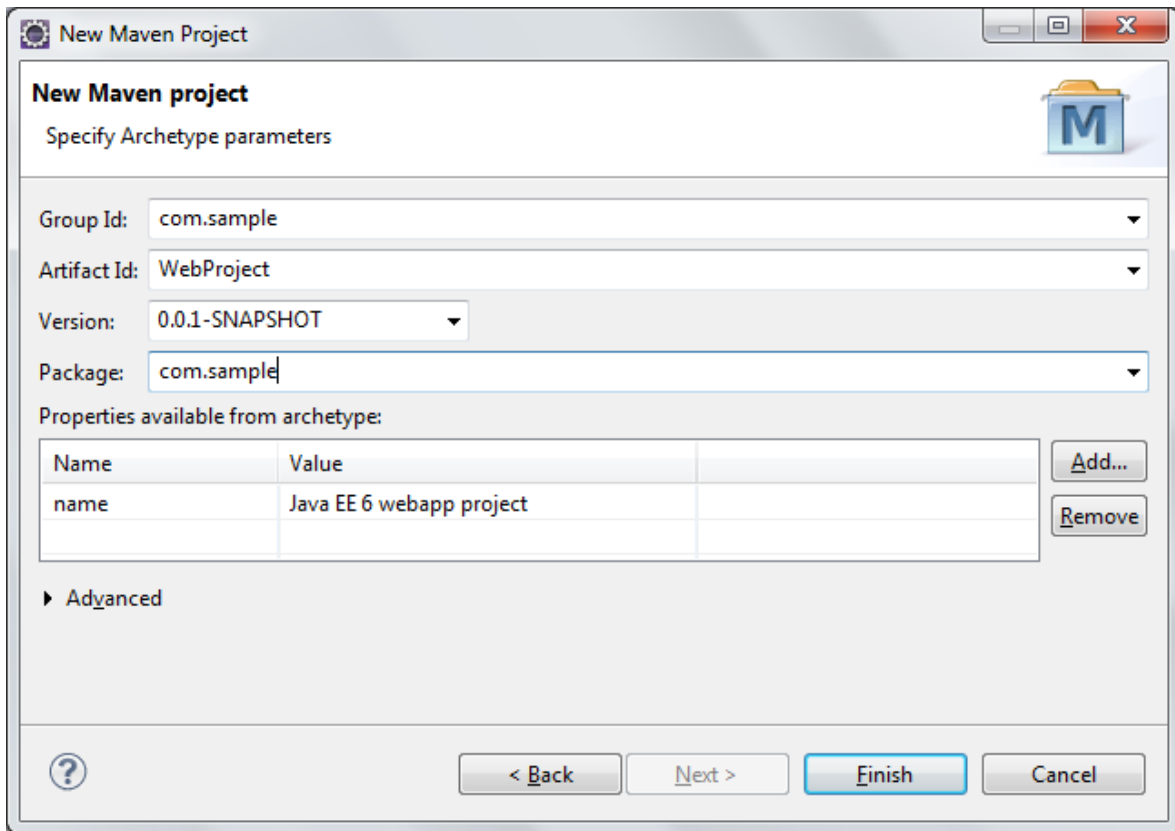 New Maven Project
New Maven project
Specify Archetype parameters
M
Group Id: com.sample
Artifact Id: WebProject
Version: 0.0.1-SNAPSHOT
Package: com.sample
Properties available from archetype:
Name Value
name Java EE 6 webapp project
Add...
Remove
Advanced
? < Back Next > Finish Cancel